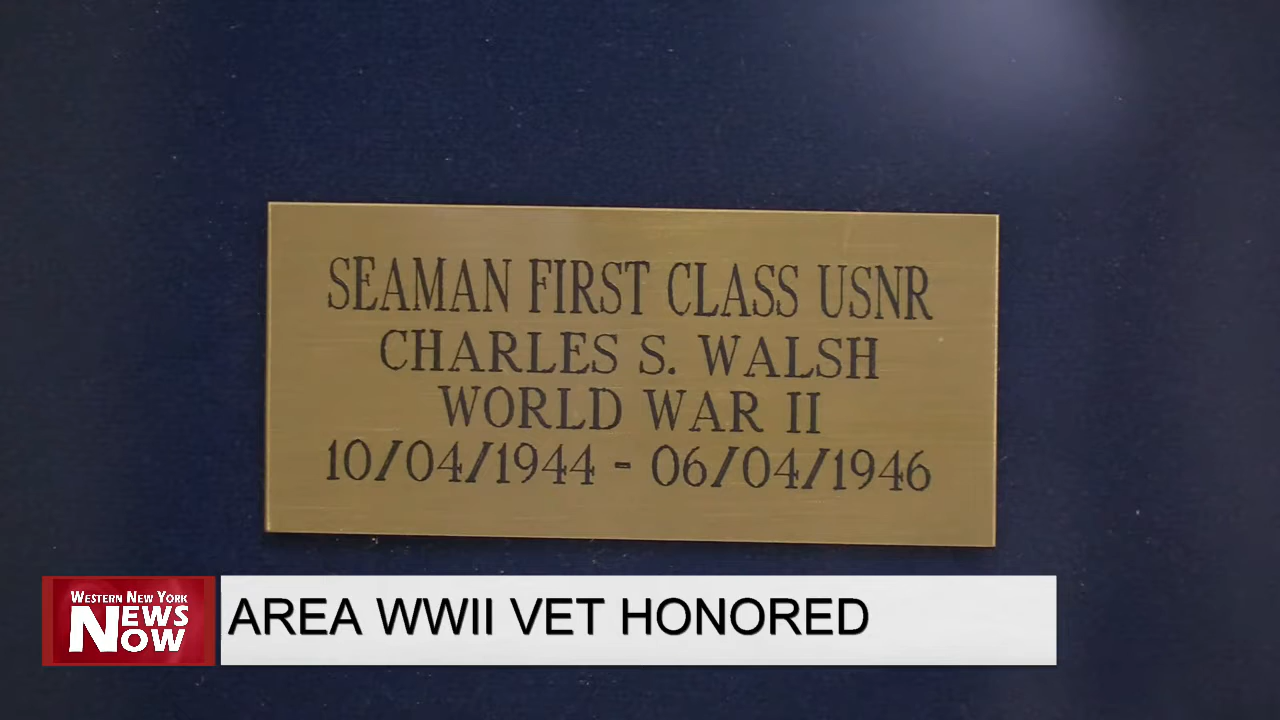 SEAMAN FIRST CLASS USNR
CHARLES S. WALSH
WORLD WAR II
10/04/1944 - 06/04/1946
WESTERN NEW YORK
NEWS
NOW
AREA WWII VET HONORED